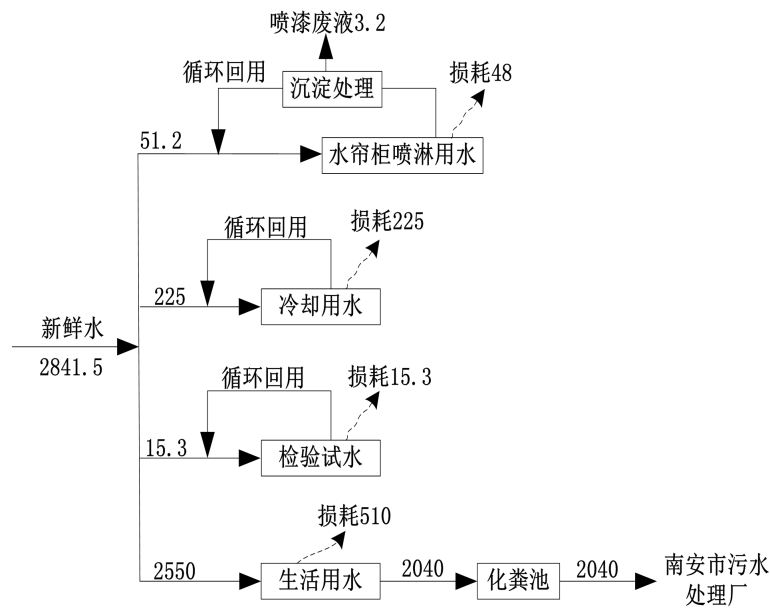 喷漆废液3.2
循环回用
沉淀处理
损耗48
51.2
水帘柜喷淋用水
循环回用
损耗225
225
冷却用水
新鲜水
2841.5
循环回用
损耗15.3
15.3
检验试水
损耗510
2550
生活用水
2040
化粪池
2040
南安市污水
处理厂